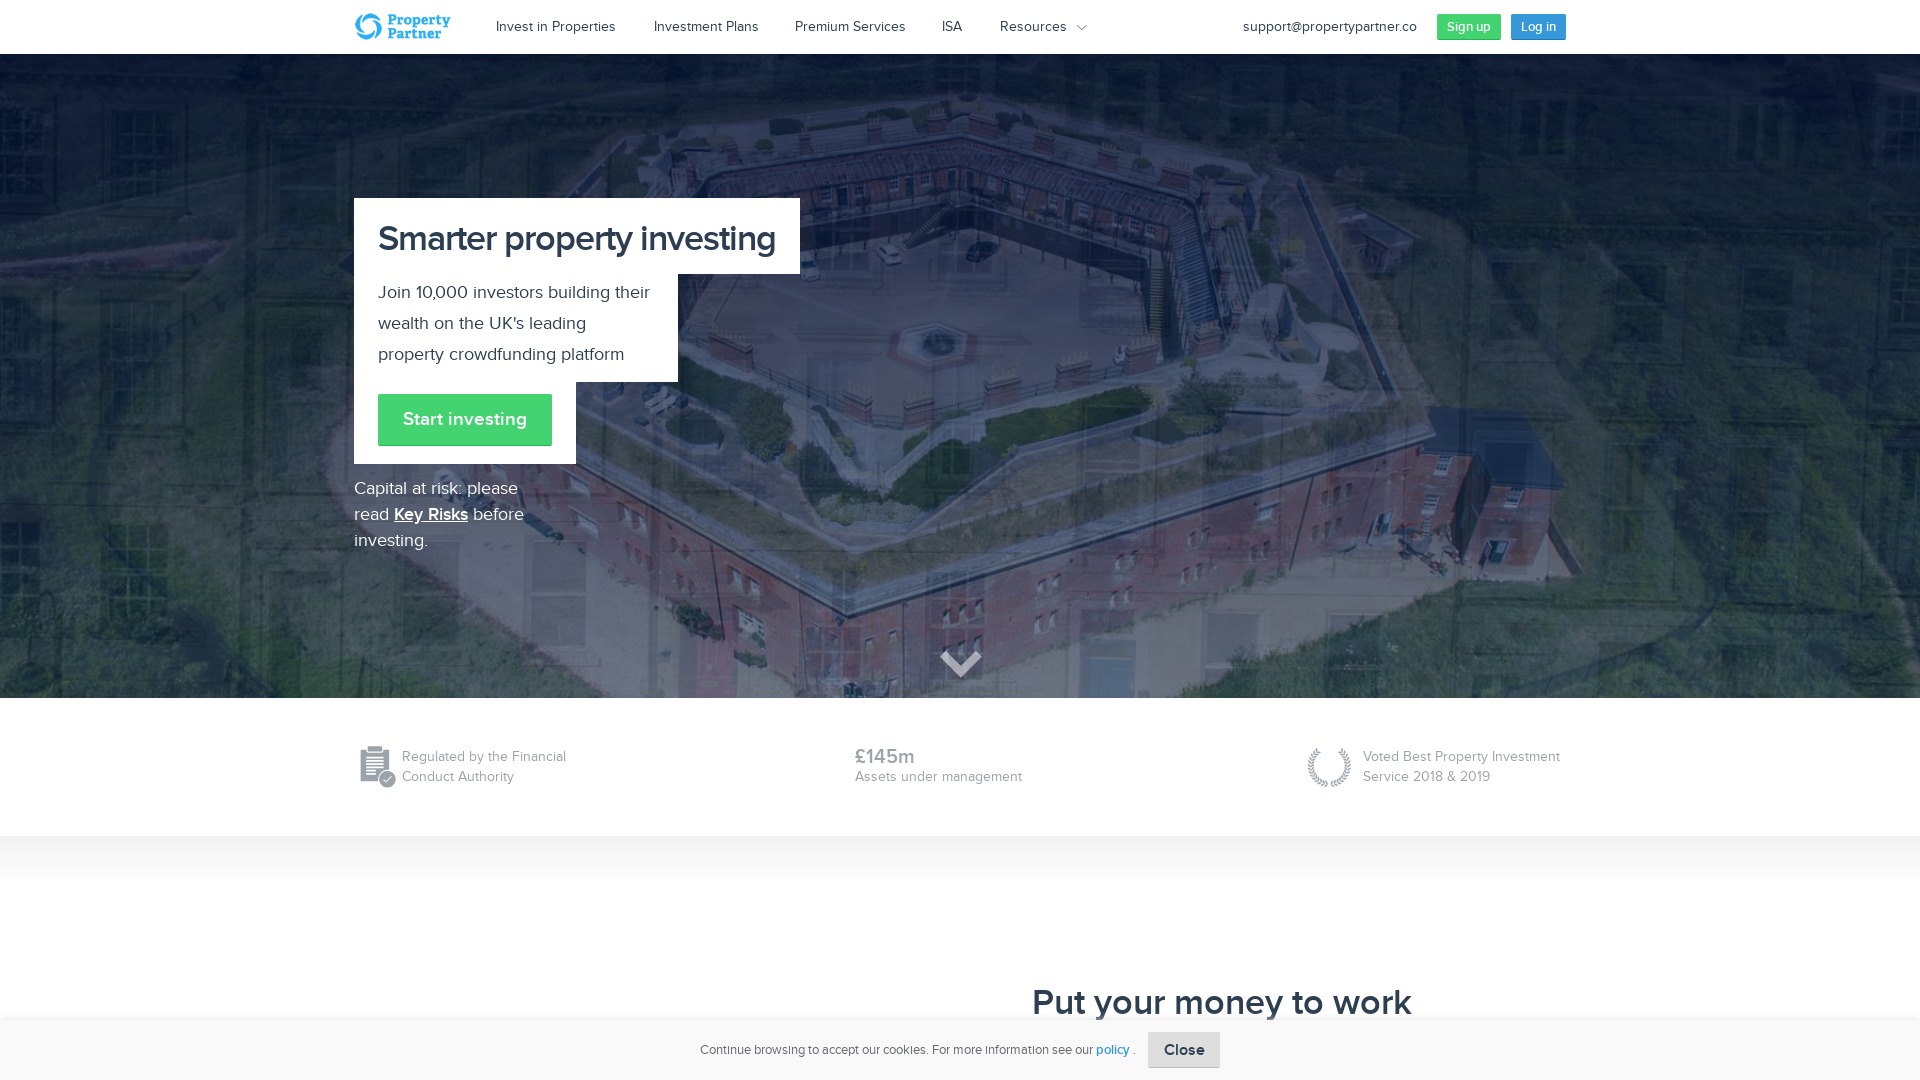 Property
Partner
Invest in Properties
Investment Plans
Premium Services
ISA
Resources
support@propertypartner.co
Sign up
Log in
Smarter property investing
Join 10,000 investors building their
wealth on the UK's leading
property crowdfunding platform
Start investing
Capital at risk: please
read Key Risks before
investing.
Regulated by the Financial
Conduct Authority
£145m
Assets under management
Voted Best Property Investment
Service 2018 & 2019
Put your money to work
Continue browsing to accept our cookies. For more information see our policy .
Close